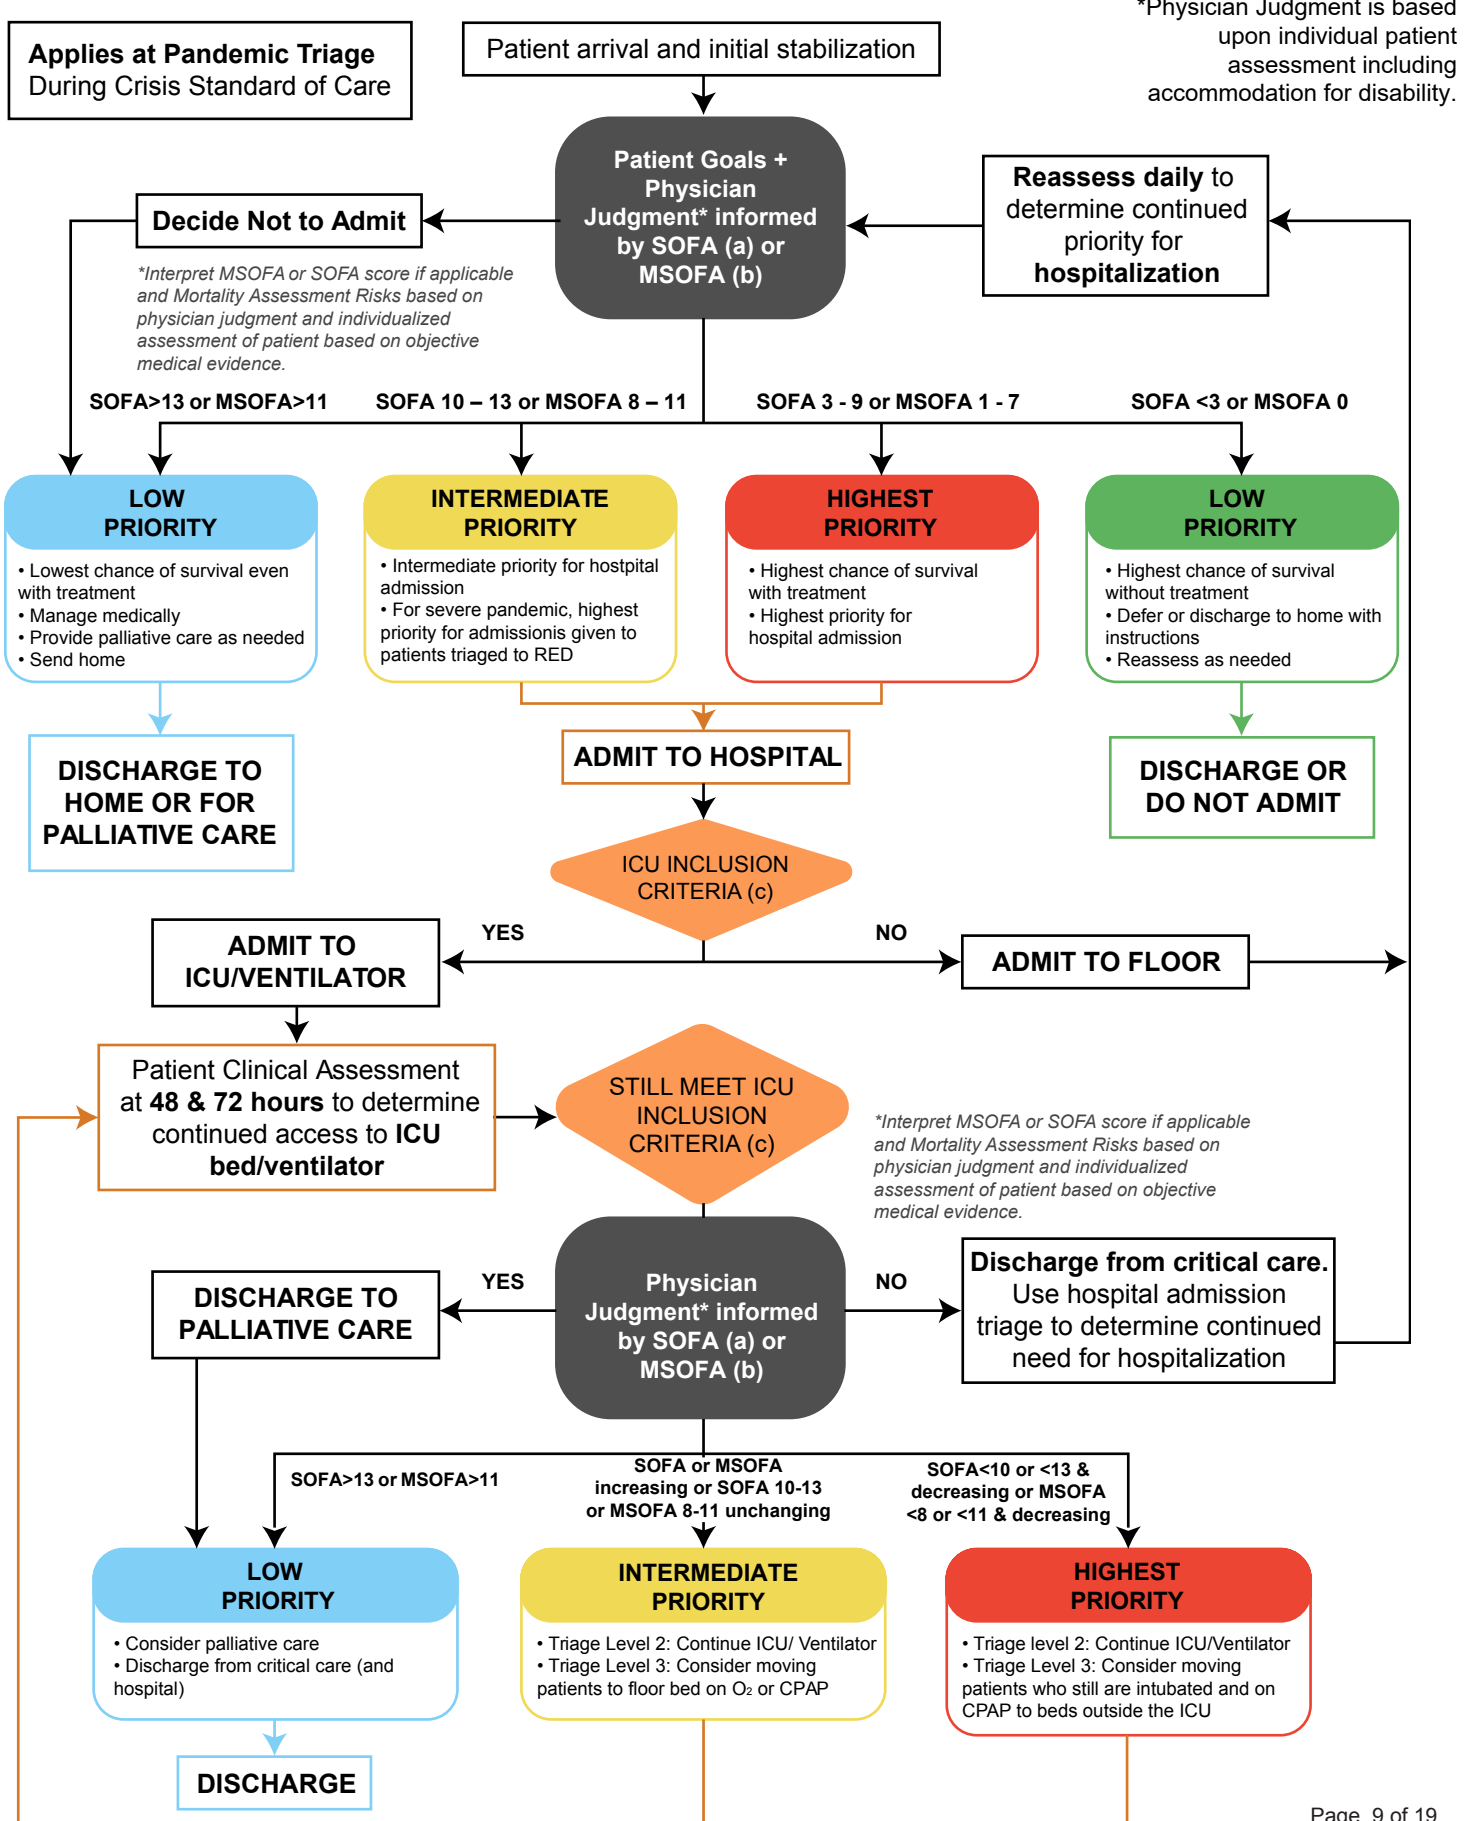 *Physician Judgment is based
upon individual patient
assessment including
accommodation for disability.
Applies at Pandemic Triage
During Crisis Standard of Care
Patient arrival and initial stabilization
Patient Goals +
Physician
Judgment* informed
by SOFA (a) or
MSOFA (b)
Reassess daily to
determine continued
priority for
hospitalization
Decide Not to Admit
*Interpret MSOFA or SOFA score if applicable
and Mortality Assessment Risks based on
physician judgment and individualized
assessment of patient based on objective
medical evidence.
SOFA>13 or MSOFA>11
SOFA 10 – 13 or MSOFA 8 – 11
SOFA 3 - 9 or MSOFA 1 - 7
SOFA <3 or MSOFA 0
LOW
PRIORITY
• Lowest chance of survival even
with treatment
• Manage medically
• Provide palliative care as needed
• Send home
INTERMEDIATE
PRIORITY
• Intermediate priority for hostpital
admission
• For severe pandemic, highest
priority for admissionis given to
patients triaged to RED
HIGHEST
PRIORITY
• Highest chance of survival
with treatment
• Highest priority for
hospital admission
LOW
PRIORITY
• Highest chance of survival
without treatment
• Defer or discharge to home with
instructions
• Reassess as needed
DISCHARGE TO
HOME OR FOR
PALLIATIVE CARE
ADMIT TO HOSPITAL
DISCHARGE OR
DO NOT ADMIT
ICU INCLUSION
CRITERIA (c)
YES
NO
ADMIT TO
ICU/VENTILATOR
ADMIT TO FLOOR
Patient Clinical Assessment
at 48 & 72 hours to determine
continued access to ICU
bed/ventilator
STILL MEET ICU
INCLUSION
CRITERIA (c)
*Interpret MSOFA or SOFA score if applicable
and Mortality Assessment Risks based on
physician judgment and individualized
assessment of patient based on objective
medical evidence.
DISCHARGE TO
PALLIATIVE CARE
YES
Physician
Judgment* informed
by SOFA (a) or
MSOFA (b)
NO
Discharge from critical care.
Use hospital admission
triage to determine continued
need for hospitalization
SOFA>13 or MSOFA>11
SOFA or MSOFA
increasing or SOFA 10-13
or MSOFA 8-11 unchanging
SOFA<10 or <13 &
decreasing or MSOFA
<8 or <11 & decreasing
LOW
PRIORITY
• Consider palliative care
• Discharge from critical care (and
hospital)
INTERMEDIATE
PRIORITY
• Triage Level 2: Continue ICU/ Ventilator
• Triage Level 3: Consider moving
patients to floor bed on O2 or CPAP
HIGHEST
PRIORITY
• Triage level 2: Continue ICU/Ventilator
• Triage Level 3: Consider moving
patients who still are intubated and on
CPAP to beds outside the ICU
DISCHARGE
Page 9 of 19